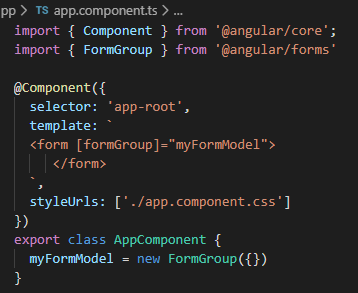 pp > TS app.component.ts > ...
import { Component } from '@angular/core';
import { FormGroup } from '@angular/forms'

@Component({
  selector: 'app-root',
  template: `
  <form [formGroup]="myFormModel">
     </form>
  `,
  styleUrls: ['./app.component.css']
})
export class AppComponent {
  myFormModel = new FormGroup({})
}